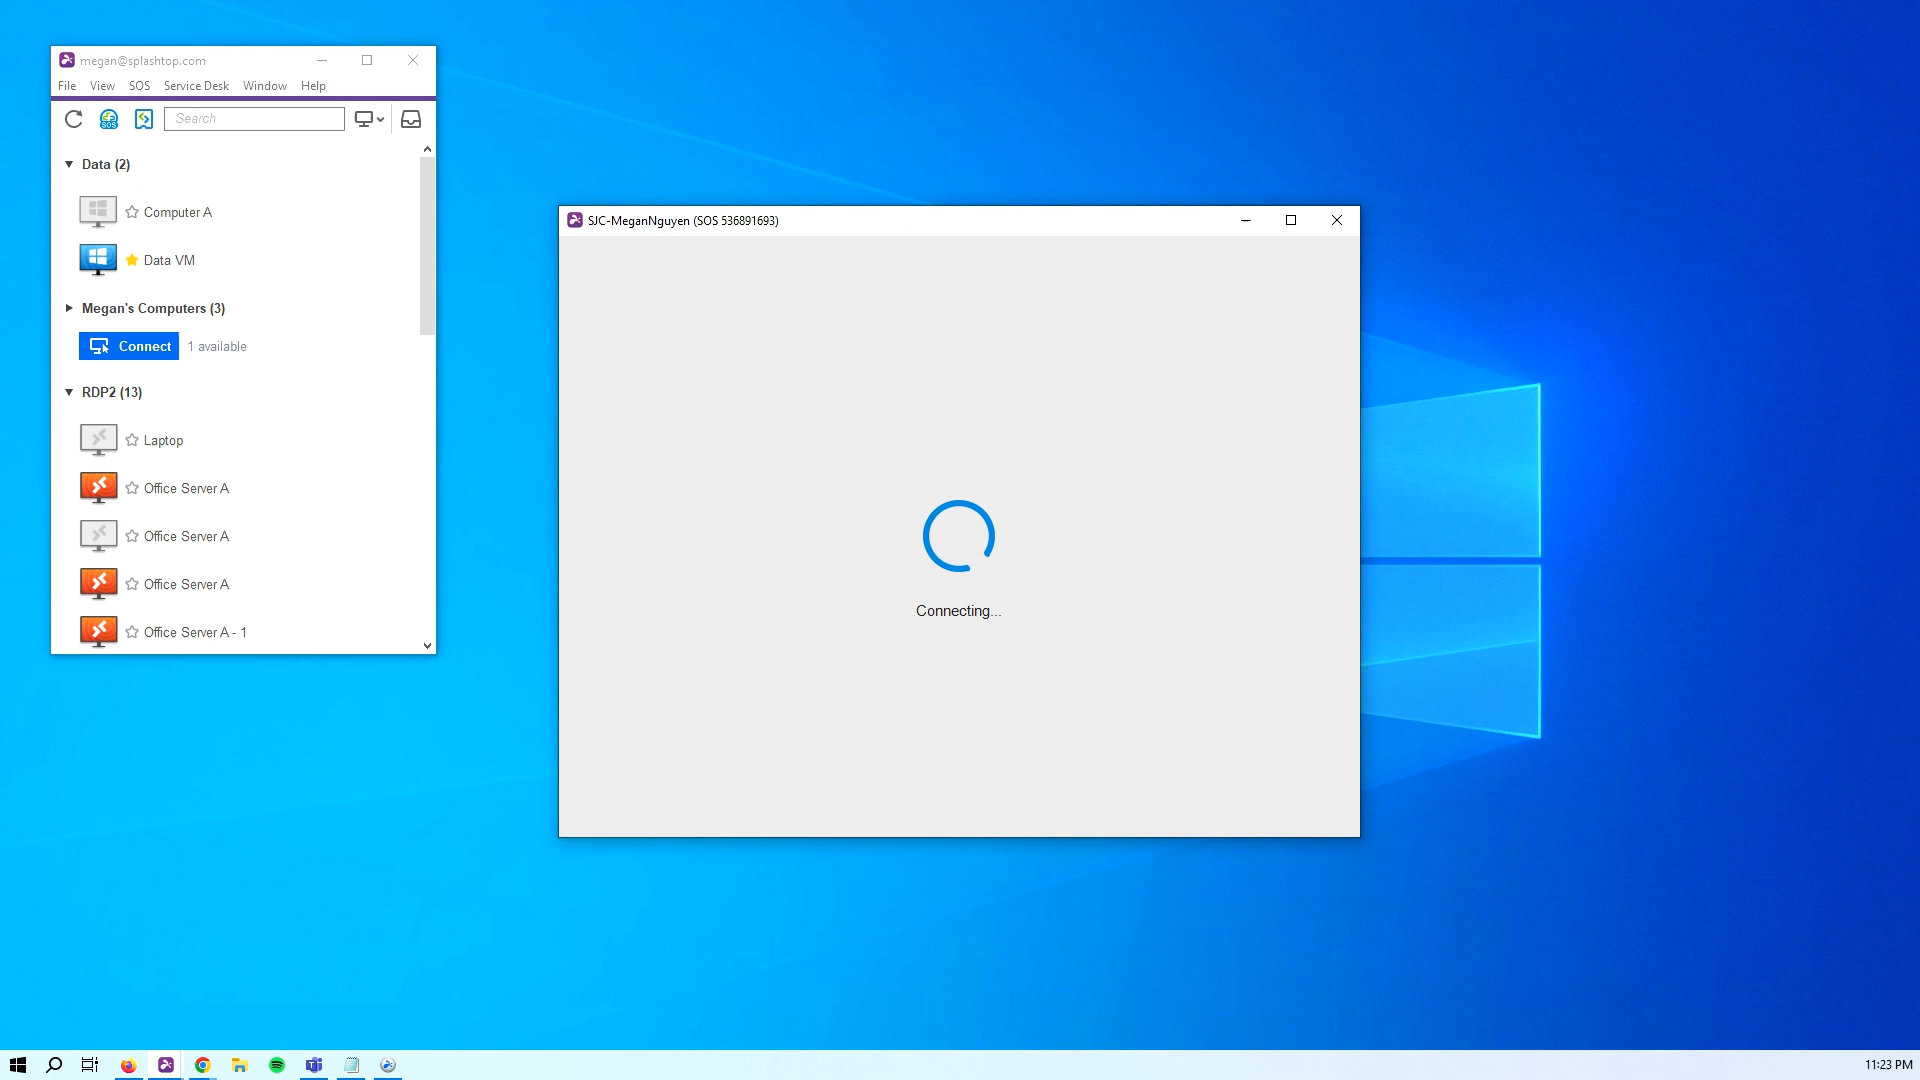 megan@splashtop.com
File View SOS Service Desk Window Help
SOS
Search
Data (2)
Computer A
Data VM
Megan's Computers (3)
Connect 1 available
RDP2 (13)
Laptop
Office Server A
Office Server A
Office Server A
Office Server A - 1
SJC-MeganNguyen (SOS 536891693)
Connecting...
11:23 PM